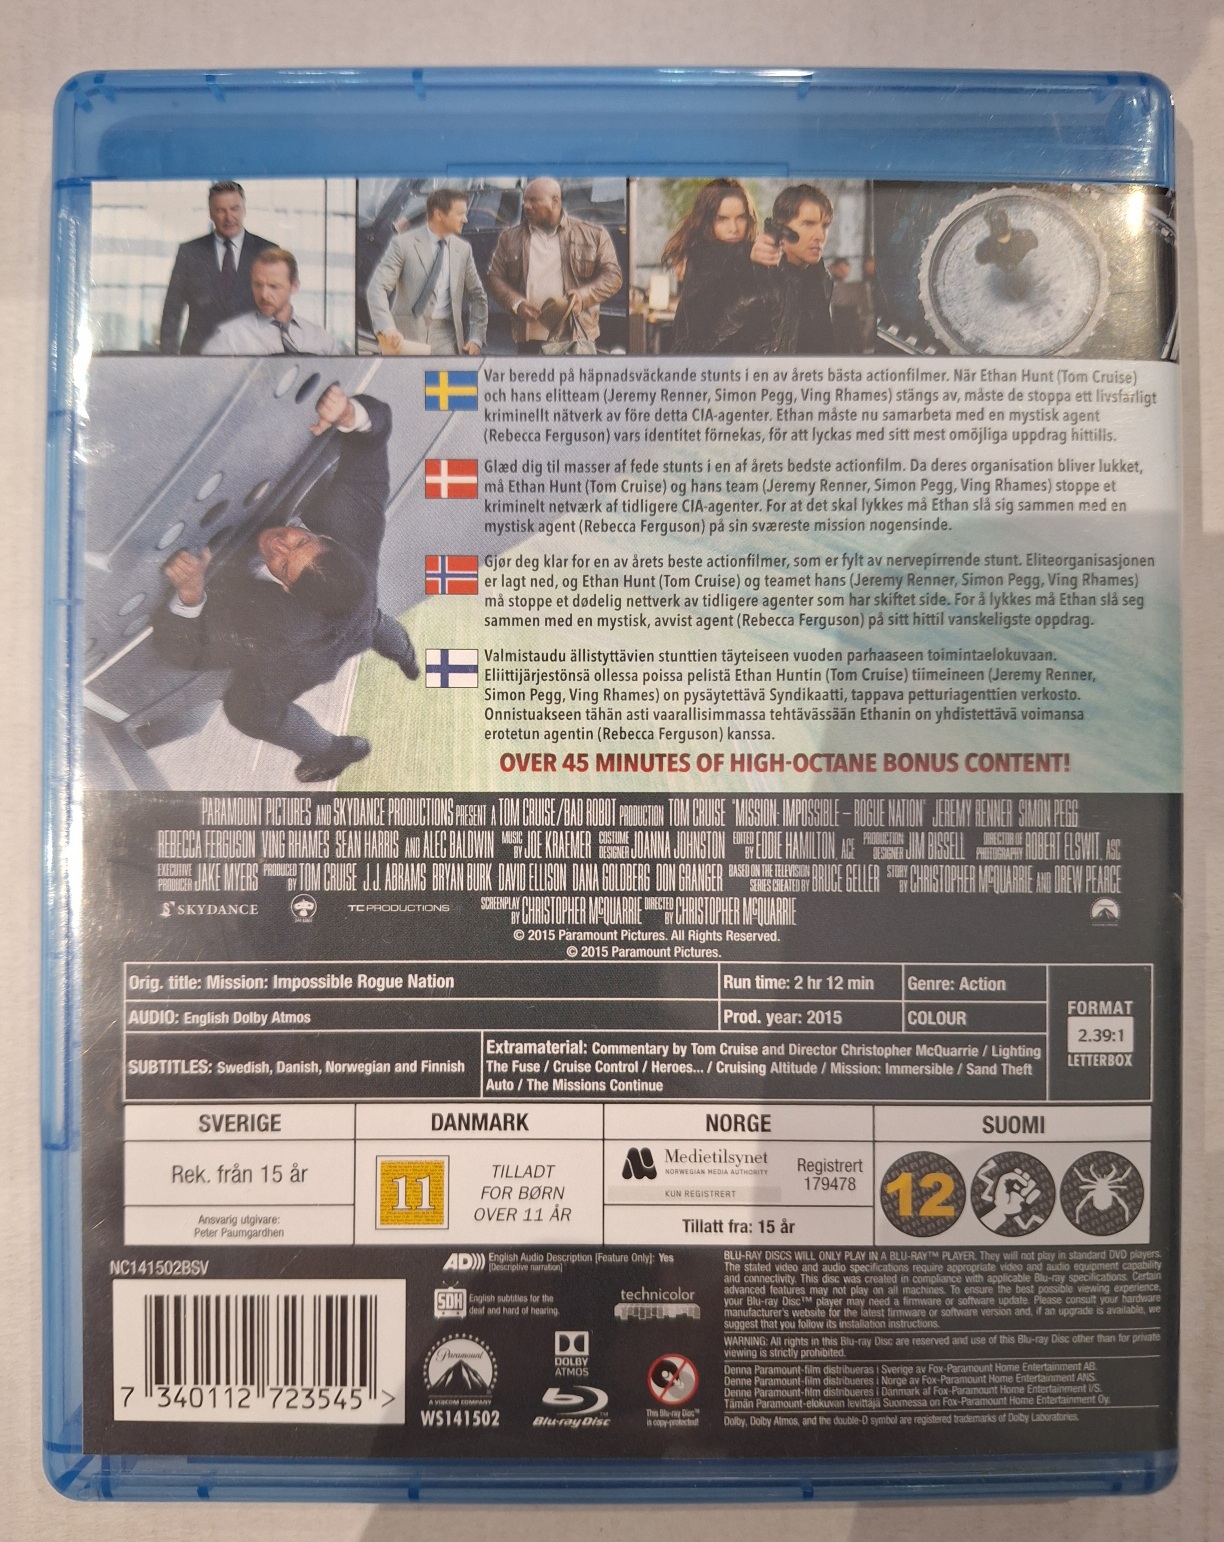 Var beredd på häpnadsväckande stunts i en av årets bästa actionfilmer. När Ethan Hunt (Tom Cruise)
och hans elitteam (Jeremy Renner, Simon Pegg, Ving Rhames) stängs av, måste de stoppa ett livsfarligt
kriminellt nätverk av före detta CIA-agenter. Ethan måste nu samarbeta med en mystisk agent
(Rebecca Ferguson) vars identitet förnekas, för att lyckas med sitt mest omöjliga uppdrag hittills.
Glæd dig til masser af fede stunts i en af årets bedste actionfilm. Da deres organisation bliver lukket,
må Ethan Hunt (Tom Cruise) og hans team (Jeremy Renner, Simon Pegg, Ving Rhames) stoppe et
kriminelt netværk af tidligere CIA-agenter. For at det skal lykkes må Ethan slå sig sammen med en
mystisk agent (Rebecca Ferguson) på sin sværeste mission nogensinde.
Gjør deg klar for en av årets beste actionfilmer, som er fylt av nervepirrende stunt. Eliteorganisasjonen
er lagt ned, og Ethan Hunt (Tom Cruise) og teamet hans (Jeremy Renner, Simon Pegg, Ving Rhames)
må stoppe et dødelig nettverk av tidligere agenter som har skiftet side. For å lykkes må Ethan slå seg
sammen med en mystisk, avvist agent (Rebecca Ferguson) på sitt hittil vanskeligste oppdrag.
Valmistaudu ällistyttävien stunttien täyteiseen vuoden parhaaseen toimintaelokuvaan.
Eliittijärjestönsä ollessa poissa pelistä Ethan Huntin (Tom Cruise) tiimeineen (Jeremy Renner,
Simon Pegg, Ving Rhames) on pysäytettävä Syndikaatti, tappava petturiagenttien verkosto.
Onnistuakseen tähän asti vaarallisimmassa tehtävässään Ethanin on yhdistettävä voimansa
erotetun agentin (Rebecca Ferguson) kanssa.
OVER 45 MINUTES OF HIGH-OCTANE BONUS CONTENT!
PARAMOUNT PICTURES AND SKYDANCE PRODUCTIONS PRESENT A TOM CRUISE/BAD ROBOT PRODUCTION TOM CRUISE "MISSION: IMPOSSIBLE – ROGUE NATION" JEREMY RENNER SIMON PEGG
REBECCA FERGUSON VING RHAMES SEAN HARRIS AND ALEC BALDWIN MUSIC BY JOE KRAEMER COSTUME DESIGNER JOANNA JOHNSTON EDITED BY EDDIE HAMILTON, ACE PRODUCTION DESIGNER JIM BISSELL DIRECTOR OF PHOTOGRAPHY ROBERT ELSWIT, ASC
EXECUTIVE PRODUCER JAKE MYERS PRODUCED BY TOM CRUISE J.J. ABRAMS BRYAN BURK DAVID ELLISON DANA GOLDBERG DON GRANGER BASED ON THE TELEVISION SERIES CREATED BY BRUCE GELLER STORY BY CHRISTOPHER McQUARRIE AND DREW PEARCE
SKYDANCE TC PRODUCTIONS SCREENPLAY BY CHRISTOPHER McQUARRIE DIRECTED BY CHRISTOPHER McQUARRIE
© 2015 Paramount Pictures. All Rights Reserved.
© 2015 Paramount Pictures.
Orig. title: Mission: Impossible Rogue Nation
Run time: 2 hr 12 min
Genre: Action
AUDIO: English Dolby Atmos
Prod. year: 2015
COLOUR
FORMAT
2.39:1
LETTERBOX
SUBTITLES: Swedish, Danish, Norwegian and Finnish
Extramaterial: Commentary by Tom Cruise and Director Christopher McQuarrie / Lighting
The Fuse / Cruise Control / Heroes... / Cruising Altitude / Mission: Immersible / Sand Theft
Auto / The Missions Continue
SVERIGE
Rek. från 15 år
Ansvarig utgivare:
Peter Paumgardhen
DANMARK
11
TILLADT
FOR BØRN
OVER 11 ÅR
NORGE
Medietilsynet
NORWEGIAN MEDIA AUTHORITY
KUN REGISTRERT
Registrert
179478
Tillatt fra: 15 år
SUOMI
12
NC141502BSV
7 340112 723545 >
AD))) English Audio Description [Feature Only]: Yes
[Descriptive narration]
SDH English subtitles for the
deaf and hard of hearing.
technicolor
Paramount
A VIACOM COMPANY
WS141502
DOLBY
ATMOS
Blu-ray Disc™
This Blu-ray Disc™
is copy-protected!
BLU-RAY DISCS WILL ONLY PLAY IN A BLU-RAY™ PLAYER. They will not play in standard DVD players.
The stated video and audio specifications require appropriate video and audio equipment capability
and connectivity. This disc was created in compliance with applicable Blu-ray specifications. Certain
advanced features may not play on all machines. To ensure the best possible viewing experience,
your Blu-ray Disc™ player may need a firmware or software update. Please consult your hardware
manufacturer's website for the latest firmware or software version and, if an upgrade is available, we
suggest that you follow its installation instructions.
WARNING: All rights in this Blu-ray Disc are reserved and use of this Blu-ray Disc other than for private
viewing is strictly prohibited.
Denna Paramount-film distribueras i Sverige av Fox-Paramount Home Entertainment AB.
Denne Paramount-film distribueres i Norge av Fox-Paramount Home Entertainment ANS.
Denne Paramount-film distribueres i Danmark af Fox-Paramount Home Entertainment I/S.
Tämän Paramount-elokuvan levittäjä Suomessa on Fox-Paramount Home Entertainment Oy.
Dolby, Dolby Atmos, and the double-D symbol are registered trademarks of Dolby Laboratories.